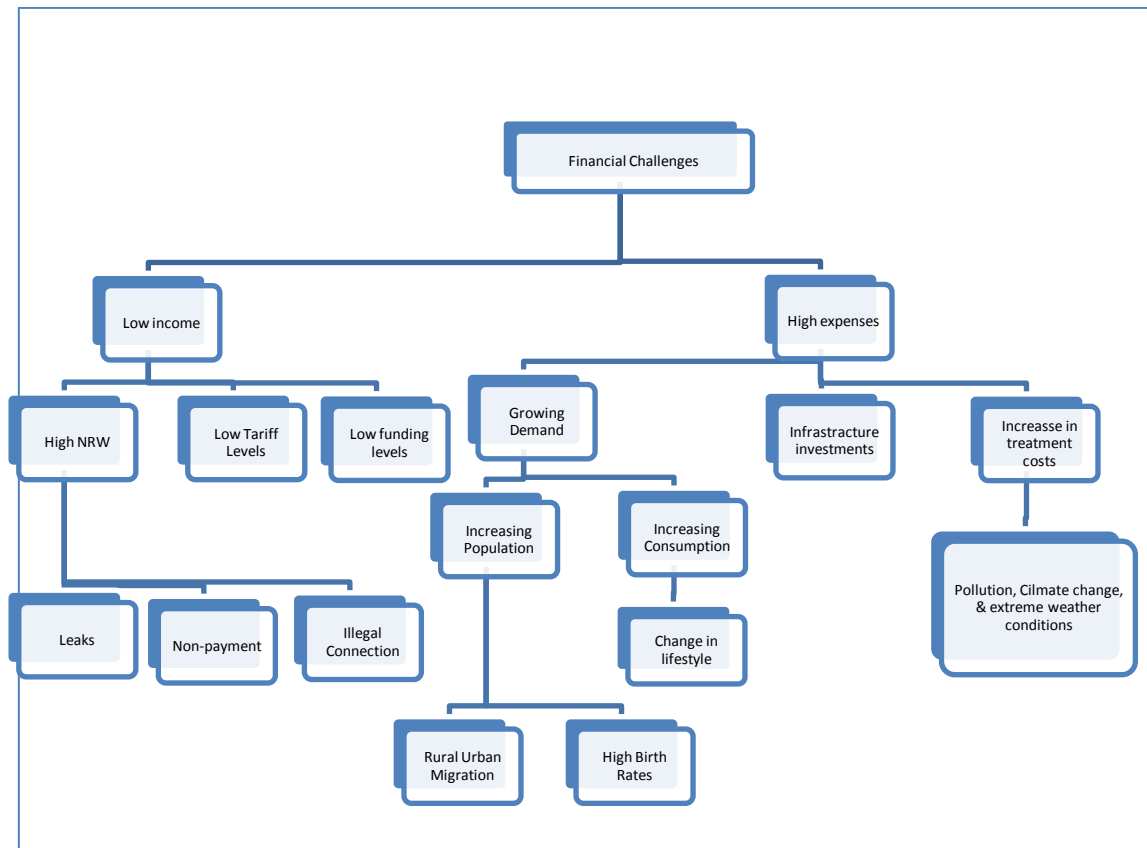 Financial Challenges
Low income
High expenses
High NRW
Low Tariff
Levels
Low funding
levels
Growing
Demand
Infrastracture
investments
Increasse in
treatment
costs
Increasing
Population
Increasing
Consumption
Pollution, Cilmate change,
& extreme weather
conditions
Leaks
Non-payment
Illegal
Connection
Change in
lifestyle
Rural Urban
Migration
High Birth
Rates